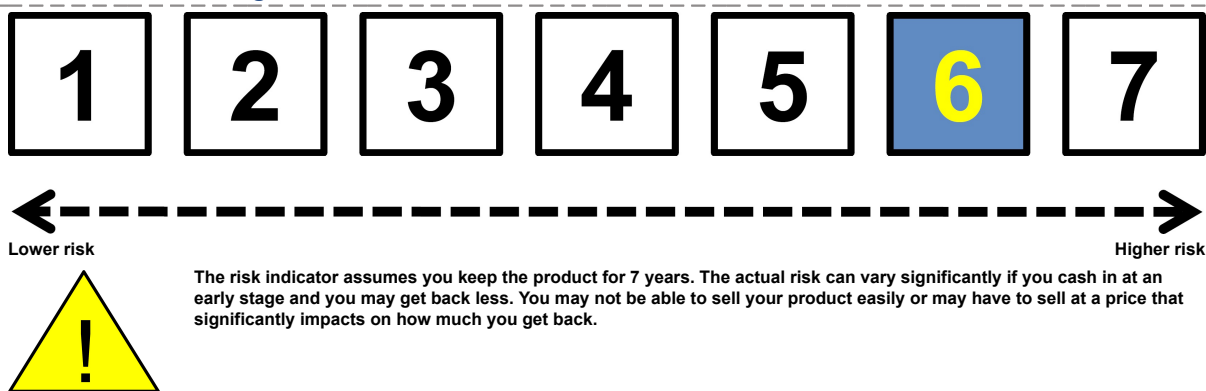 1 2 3 4 5 6 7
Lower risk Higher risk
The risk indicator assumes you keep the product for 7 years. The actual risk can vary significantly if you cash in at an
early stage and you may get back less. You may not be able to sell your product easily or may have to sell at a price that
significantly impacts on how much you get back.
!